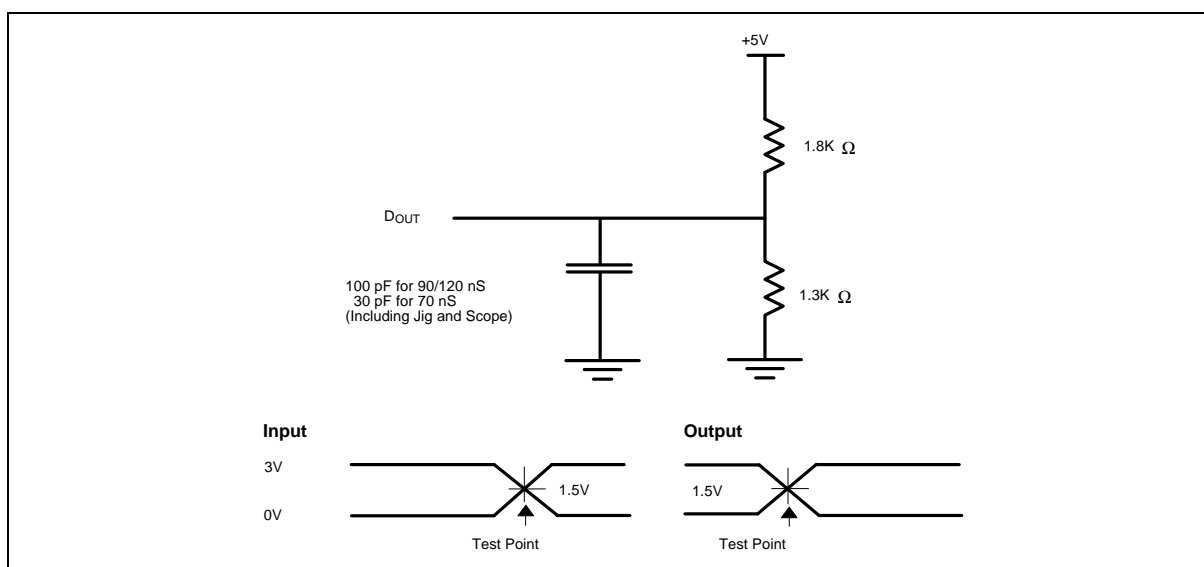 +5V
1.8K Ω
DOUT
100 pF for 90/120 nS
30 pF for 70 nS
(Including Jig and Scope)
1.3K Ω
Input
Output
3V
1.5V
1.5V
0V
Test Point
Test Point